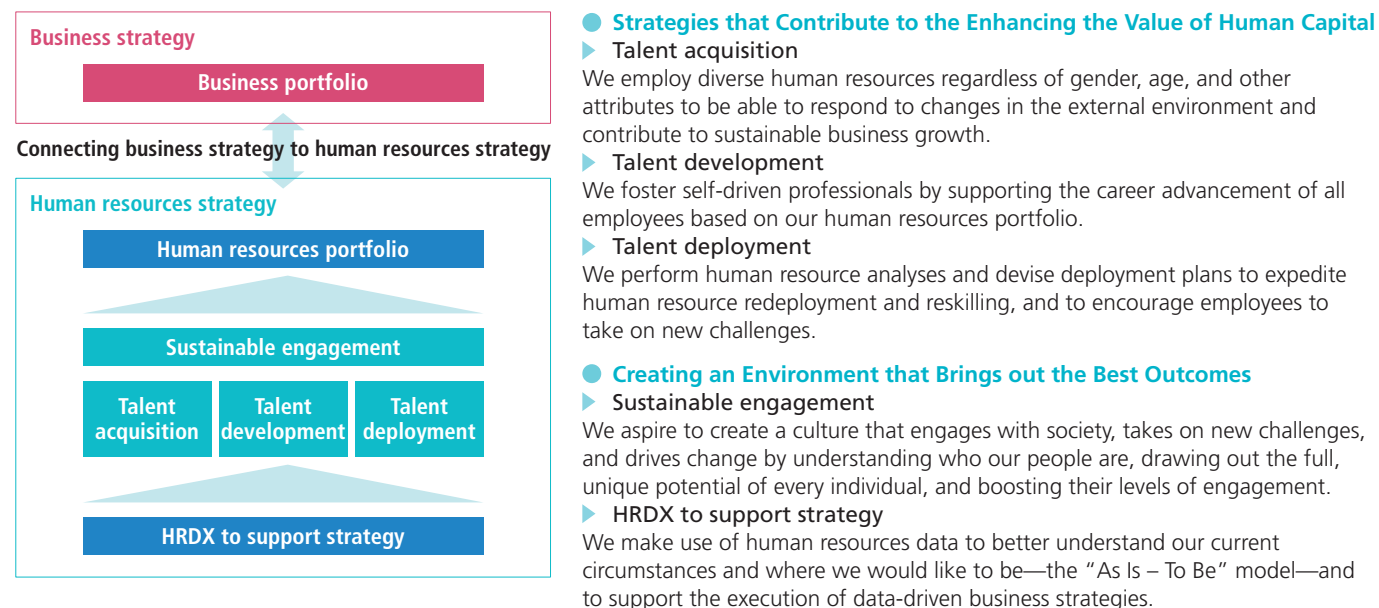 Business strategy
Business portfolio
Connecting business strategy to human resources strategy
Human resources strategy
Human resources portfolio
Sustainable engagement
Talent
acquisition
Talent
development
Talent
deployment
HRDX to support strategy
Strategies that Contribute to the Enhancing the Value of Human Capital
Talent acquisition
We employ diverse human resources regardless of gender, age, and other
attributes to be able to respond to changes in the external environment and
contribute to sustainable business growth.
Talent development
We foster self-driven professionals by supporting the career advancement of all
employees based on our human resources portfolio.
Talent deployment
We perform human resource analyses and devise deployment plans to expedite
human resource redeployment and reskilling, and to encourage employees to
take on new challenges.
Creating an Environment that Brings out the Best Outcomes
Sustainable engagement
We aspire to create a culture that engages with society, takes on new challenges,
and drives change by understanding who our people are, drawing out the full,
unique potential of every individual, and boosting their levels of engagement.
HRDX to support strategy
We make use of human resources data to better understand our current
circumstances and where we would like to be—the “As Is – To Be” model—and
to support the execution of data-driven business strategies.